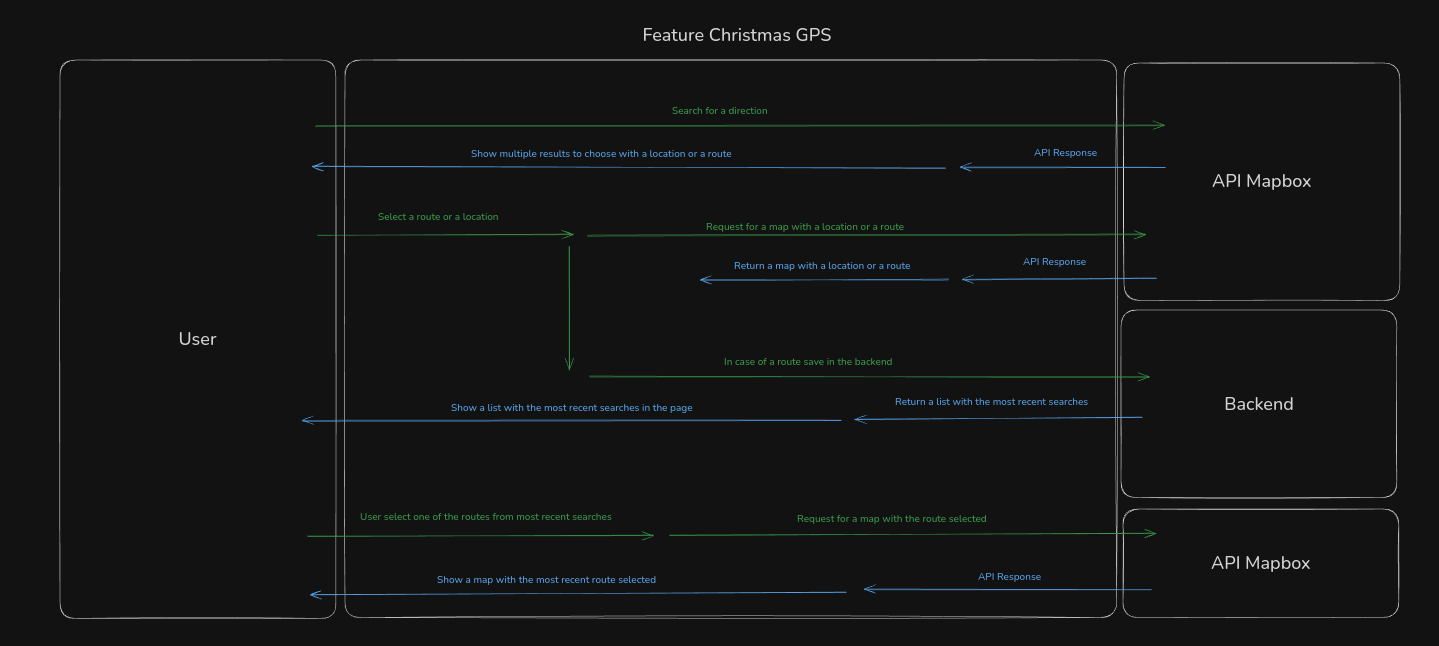 Feature Christmas GPS
Search for a direction
Show multiple results to choose with a location or a route
API Response
API Mapbox
Select a route or a location
Request for a map with a location or a route
Return a map with a location or a route
API Response
User
In case of a route save in the backend
Show a list with the most recent searches in the page
Return a list with the most recent searches
Backend
User select one of the routes from most recent searches
Request for a map with the route selected
API Mapbox
Show a map with the most recent route selected
API Response